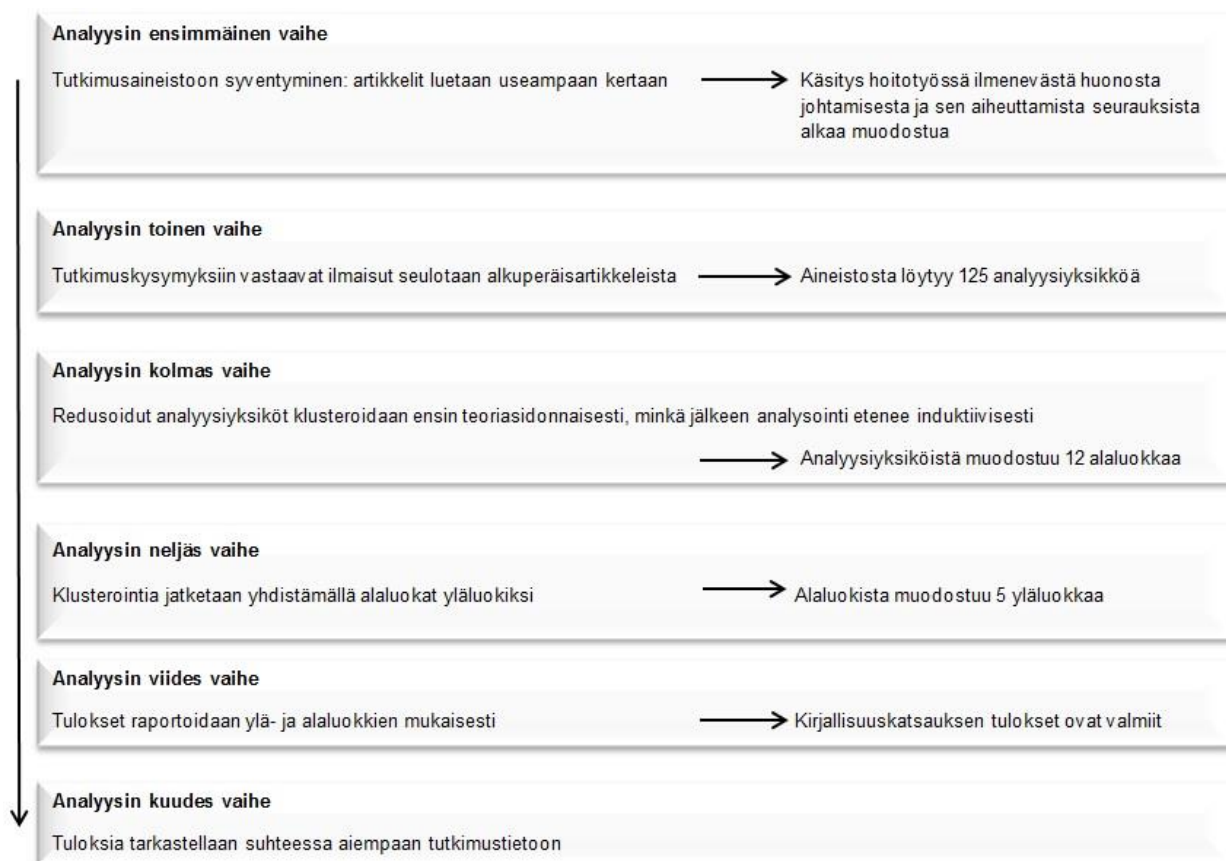 Analyysin ensimmäinen vaihe
Tutkimusaineistoon syventyminen: artikkelit luetaan useampaan kertaan
Käsitys hoitotyössä ilmenevästä huonosta
johtamisesta ja sen aiheuttamista seurauksista
alkaa muodostua
Analyysin toinen vaihe
Tutkimuskysymyksiin vastaavat ilmaisut seulotaan alkuperäisartikkeleista
Aineistosta löytyy 125 analyysiyksikköä
Analyysin kolmas vaihe
Redusoidut analyysiyksiköt klusteroidaan ensin teoriasidonnaisesti, minkä jälkeen analysointi etenee induktiivisesti
Analyysiyksiköistä muodostuu 12 alaluokkaa
Analyysin neljäs vaihe
Klusterointia jatketaan yhdistämällä alaluokat yläluokiksi
Alaluokista muodostuu 5 yläluokkaa
Analyysin viides vaihe
Tulokset raportoidaan ylä- ja alaluokkien mukaisesti
Kirjallisuuskatsauksen tulokset ovat valmiit
Analyysin kuudes vaihe
Tuloksia tarkastellaan suhteessa aiempaan tutkimustietoon